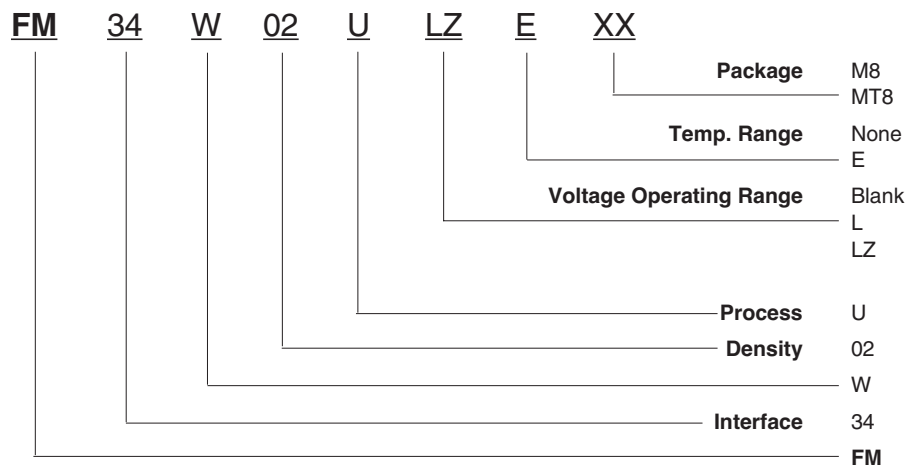 FM 34 W 02 U LZ E XX
Package M8
MT8
Temp. Range None
E
Voltage Operating Range Blank
L
LZ
Process U
Density 02
W
Interface 34
FM